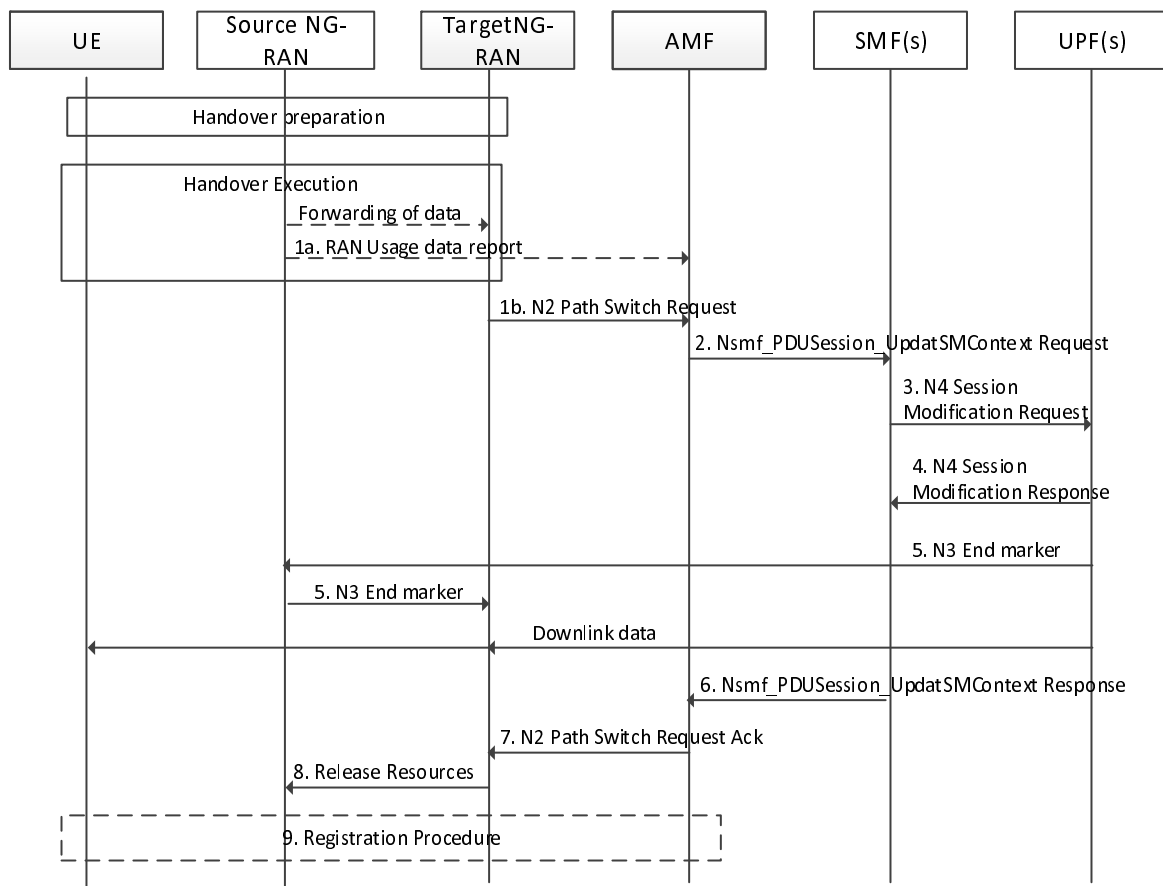 UE
Source NG-
RAN
TargetNG-
RAN
AMF
SMF(s)
UPF(s)
Handover preparation
Handover Execution
Forwarding of data
1a. RAN Usage data report
1b. N2 Path Switch Request
2. Nsmf_PDUSession_UpdatSMContext Request
3. N4 Session
Modification Request
4. N4 Session
Modification Response
5. N3 End marker
5. N3 End marker
Downlink data
6. Nsmf_PDUSession_UpdatSMContext Response
7. N2 Path Switch Request Ack
8. Release Resources
9. Registration Procedure